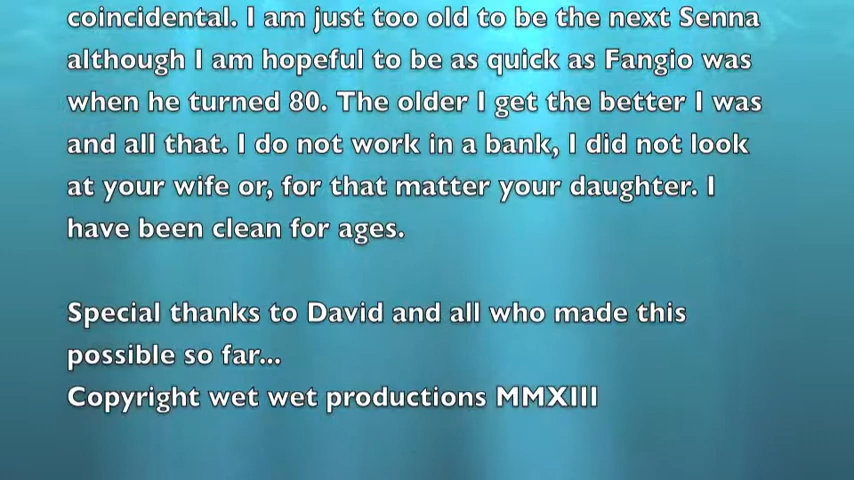 coincidental. I am just too old to be the next Senna
although I am hopeful to be as quick as Fangio was
when he turned 80. The older I get the better I was
and all that. I do not work in a bank, I did not look
at your wife or, for that matter your daughter. I
have been clean for ages.
Special thanks to David and all who made this
possible so far...
Copyright wet wet productions MMXIII